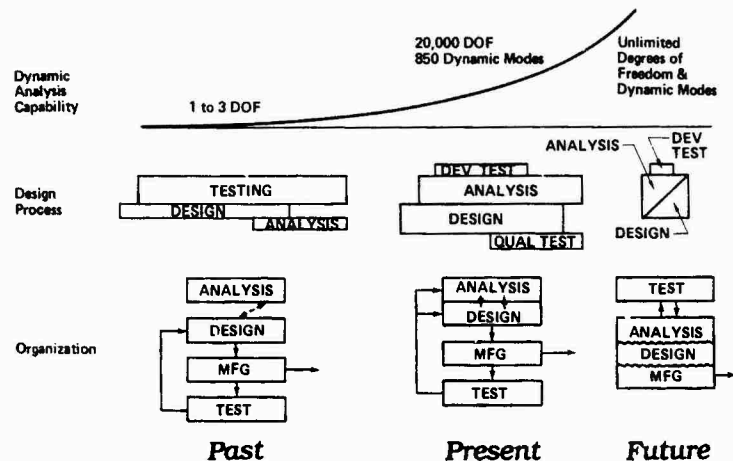 20,000 DOF
850 Dynamic Modes
Unlimited
Degrees of
Freedom &
Dynamic Modes
Dynamic
Analysis
Capability
1 to 3 DOF
Design
Process
TESTING
DESIGN
ANALYSIS
DEV TEST
ANALYSIS
DESIGN
QUAL TEST
ANALYSIS
DEV
TEST
DESIGN
Organization
ANALYSIS
DESIGN
MFG
TEST
ANALYSIS
DESIGN
MFG
TEST
TEST
ANALYSIS
DESIGN
MFG
Past
Present
Future